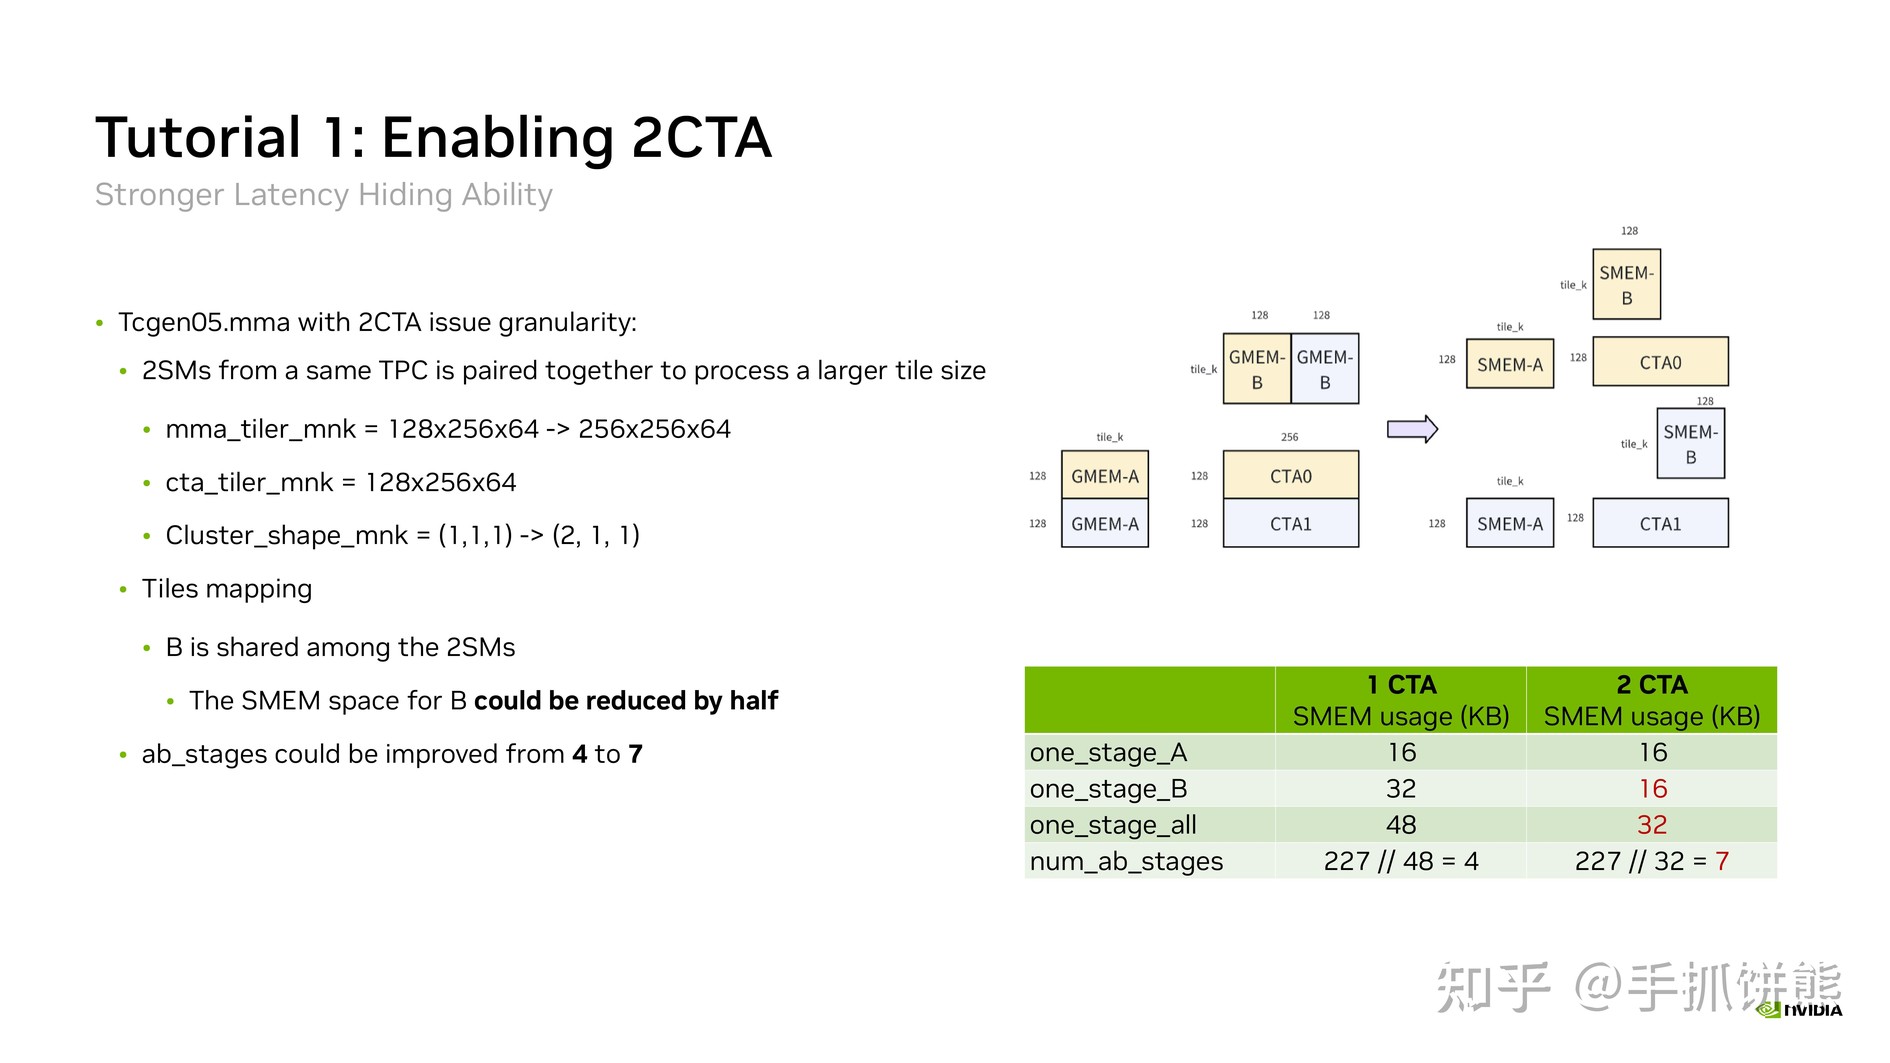 Tutorial 1: Enabling 2CTA
Stronger Latency Hiding Ability
• Tcgen05.mma with 2CTA issue granularity:
• 2SMs from a same TPC is paired together to process a larger tile size
• mma_tiler_mnk = 128x256x64 -> 256x256x64
• cta_tiler_mnk = 128x256x64
• Cluster_shape_mnk = (1,1,1) -> (2, 1, 1)
• Tiles mapping
• B is shared among the 2SMs
• The SMEM space for B could be reduced by half
• ab_stages could be improved from 4 to 7
128 128
tile_k
GMEM-B
GMEM-B
tile_k
256
128 GMEM-A
128 CTA0
128 GMEM-A
128 CTA1
128
tile_k
SMEM-B
tile_k
128 SMEM-A
128 CTA0
128
tile_k
SMEM-B
tile_k
128 SMEM-A
128 CTA1
1 CTA SMEM usage (KB)
2 CTA SMEM usage (KB)
one_stage_A 16 16
one_stage_B 32 16
one_stage_all 48 32
num_ab_stages 227 // 48 = 4 227 // 32 = 7
知乎 @手抓饼熊
NVIDIA